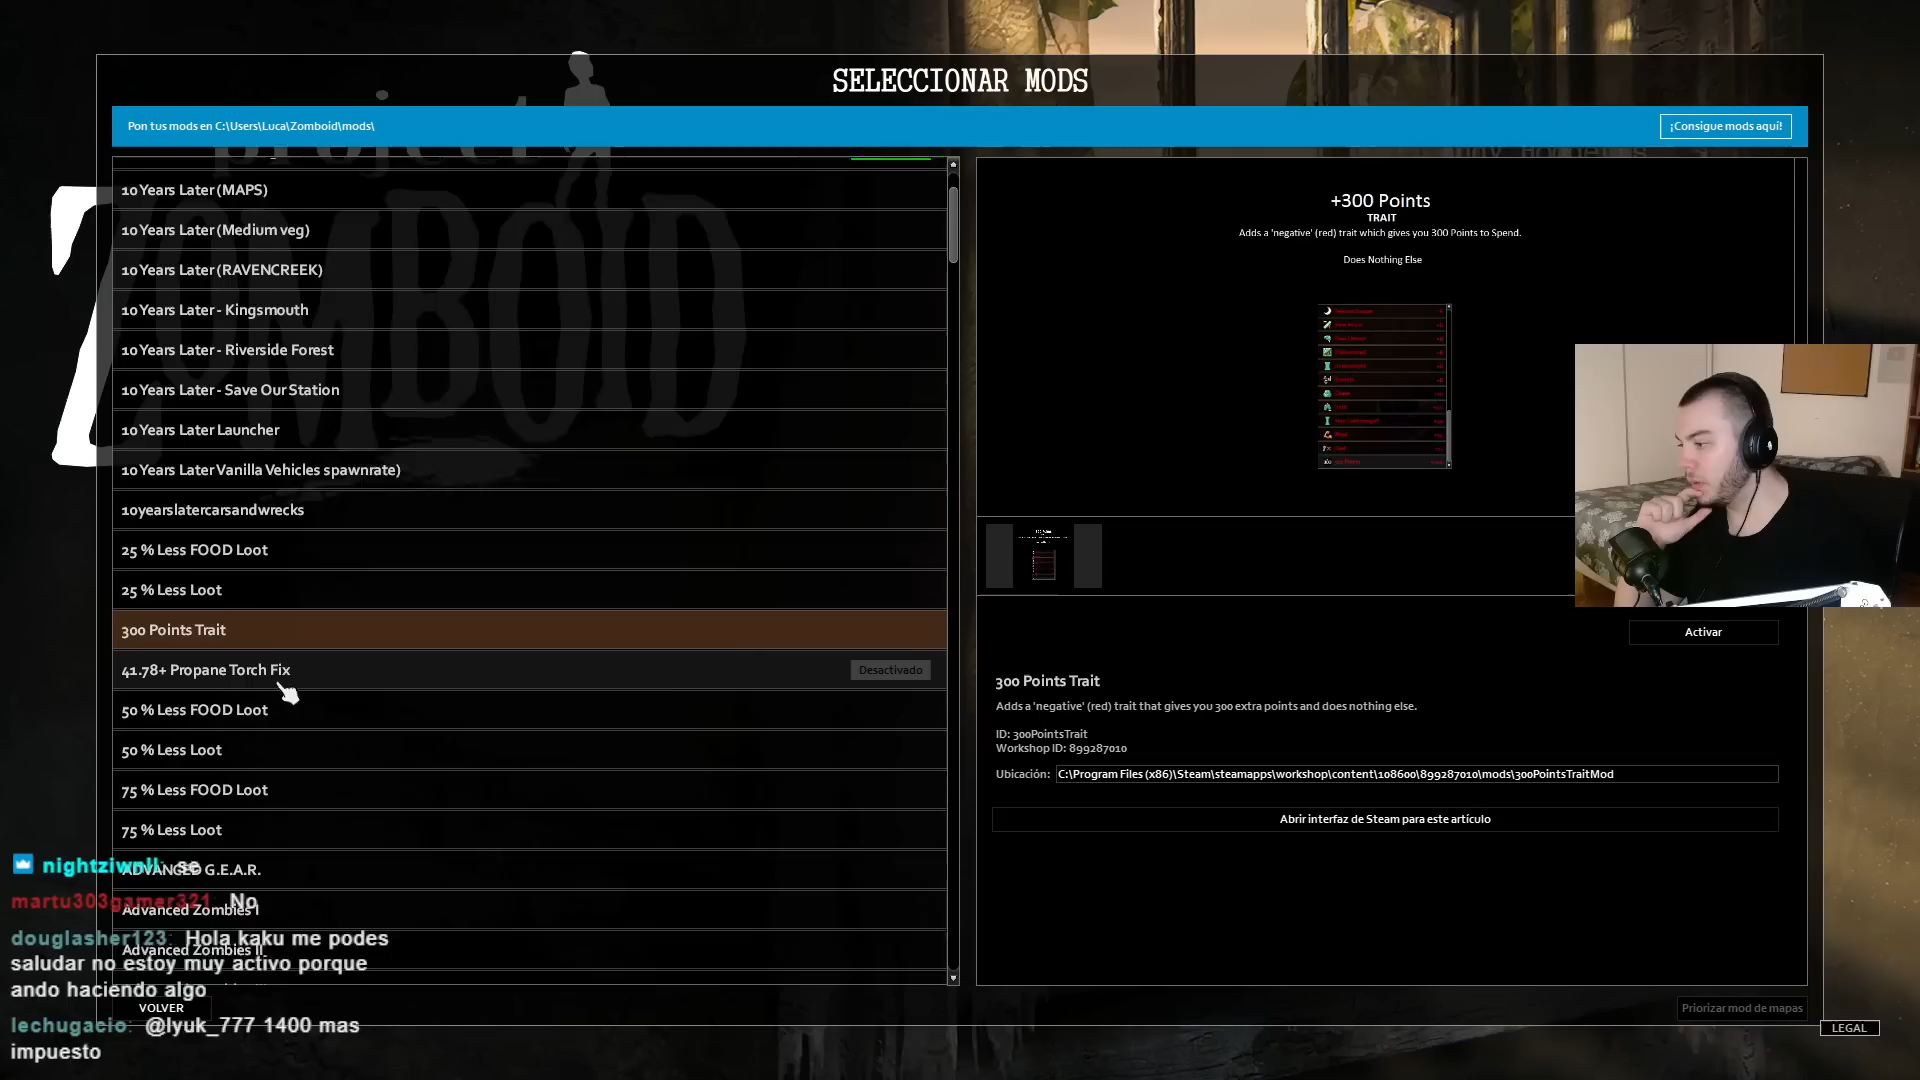 SELECCIONAR MODS
Pon tus mods en C:\Users\Luca\Zomboid\mods\
¡Consigue mods aquí!
project
ZOMBOID
10 Years Later (MAPS)
10 Years Later (Medium veg)
10 Years Later (RAVENCREEK)
10 Years Later - Kingsmouth
10 Years Later - Riverside Forest
10 Years Later - Save Our Station
10 Years Later Launcher
10 Years Later Vanilla Vehicles spawnrate)
10yearslatercarsandwrecks
25 % Less FOOD Loot
25 % Less Loot
300 Points Trait
41.78+ Propane Torch Fix
Desactivado
50 % Less FOOD Loot
50 % Less Loot
75 % Less FOOD Loot
75 % Less Loot
ADVANCED G.E.A.R.
Advanced Zombies I
Advanced Zombies II
VOLVER
+300 Points
TRAIT
Adds a 'negative' (red) trait which gives you 300 Points to Spend.
Does Nothing Else
Activar
300 Points Trait
Adds a 'negative' (red) trait that gives you 300 extra points and does nothing else.
ID: 300PointsTrait
Workshop ID: 899287010
Ubicación: C:\Program Files (x86)\Steam\steamapps\workshop\content\108600\899287010\mods\300PointsTraitMod
Abrir interfaz de Steam para este artículo
Priorizar mod de mapas
LEGAL
nightziwnll: se
martu303gamer321: No
douglasher123: Hola kaku me podes
saludar no estoy muy activo porque
ando haciendo algo
lechugacio: @lyuk_777 1400 mas
impuesto